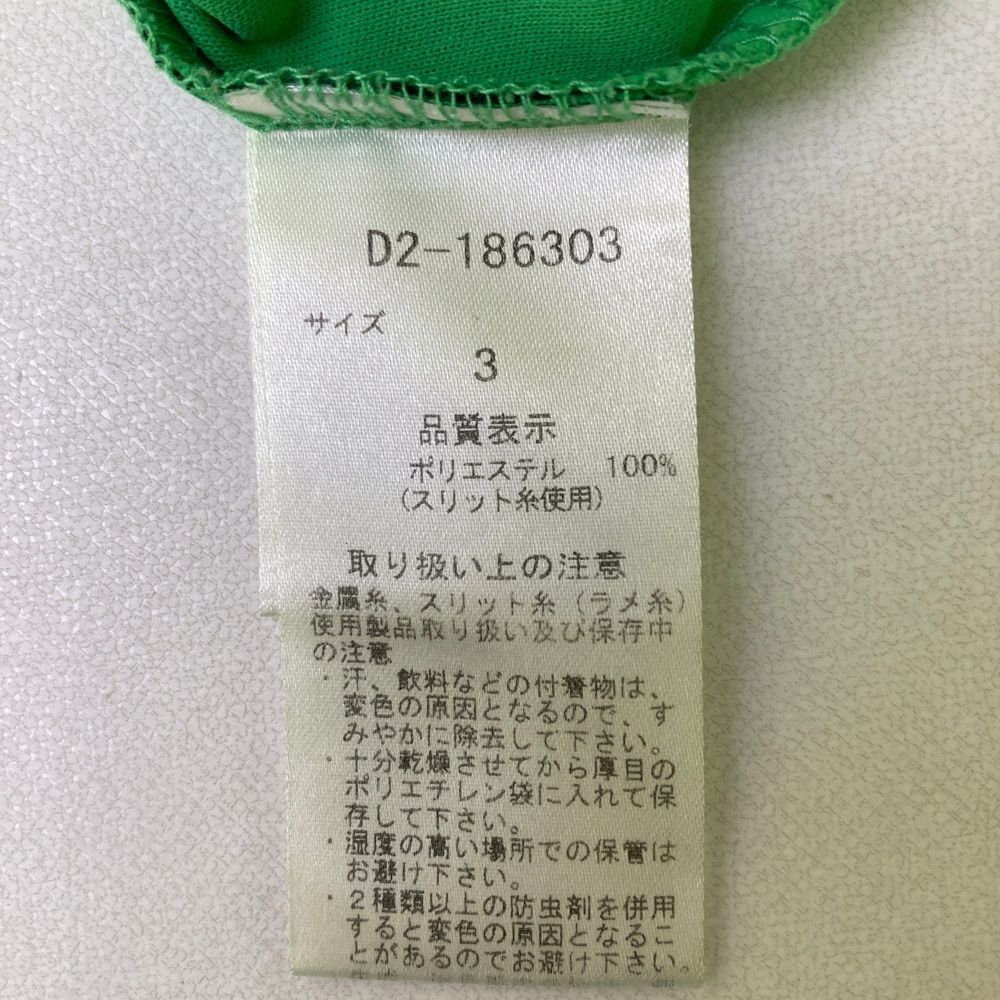 D2-186303
サイズ
3
品質表示
ポリエステル 100%
(スリット糸使用)
取り扱い上の注意
金属糸、スリット糸(ラメ糸)
使用製品取り扱い及び保存中
の注意
・汗、飲料などの付着物は、
変色の原因となるので、す
みやかに除去して下さい。
・十分乾燥させてから厚目の
ポリエチレン袋に入れて保
存して下さい。
・湿度の高い場所での保管は
お避け下さい。
・2種類以上の防虫剤を併用
すると変色の原因となるこ
とがあるのでお避け下さい。